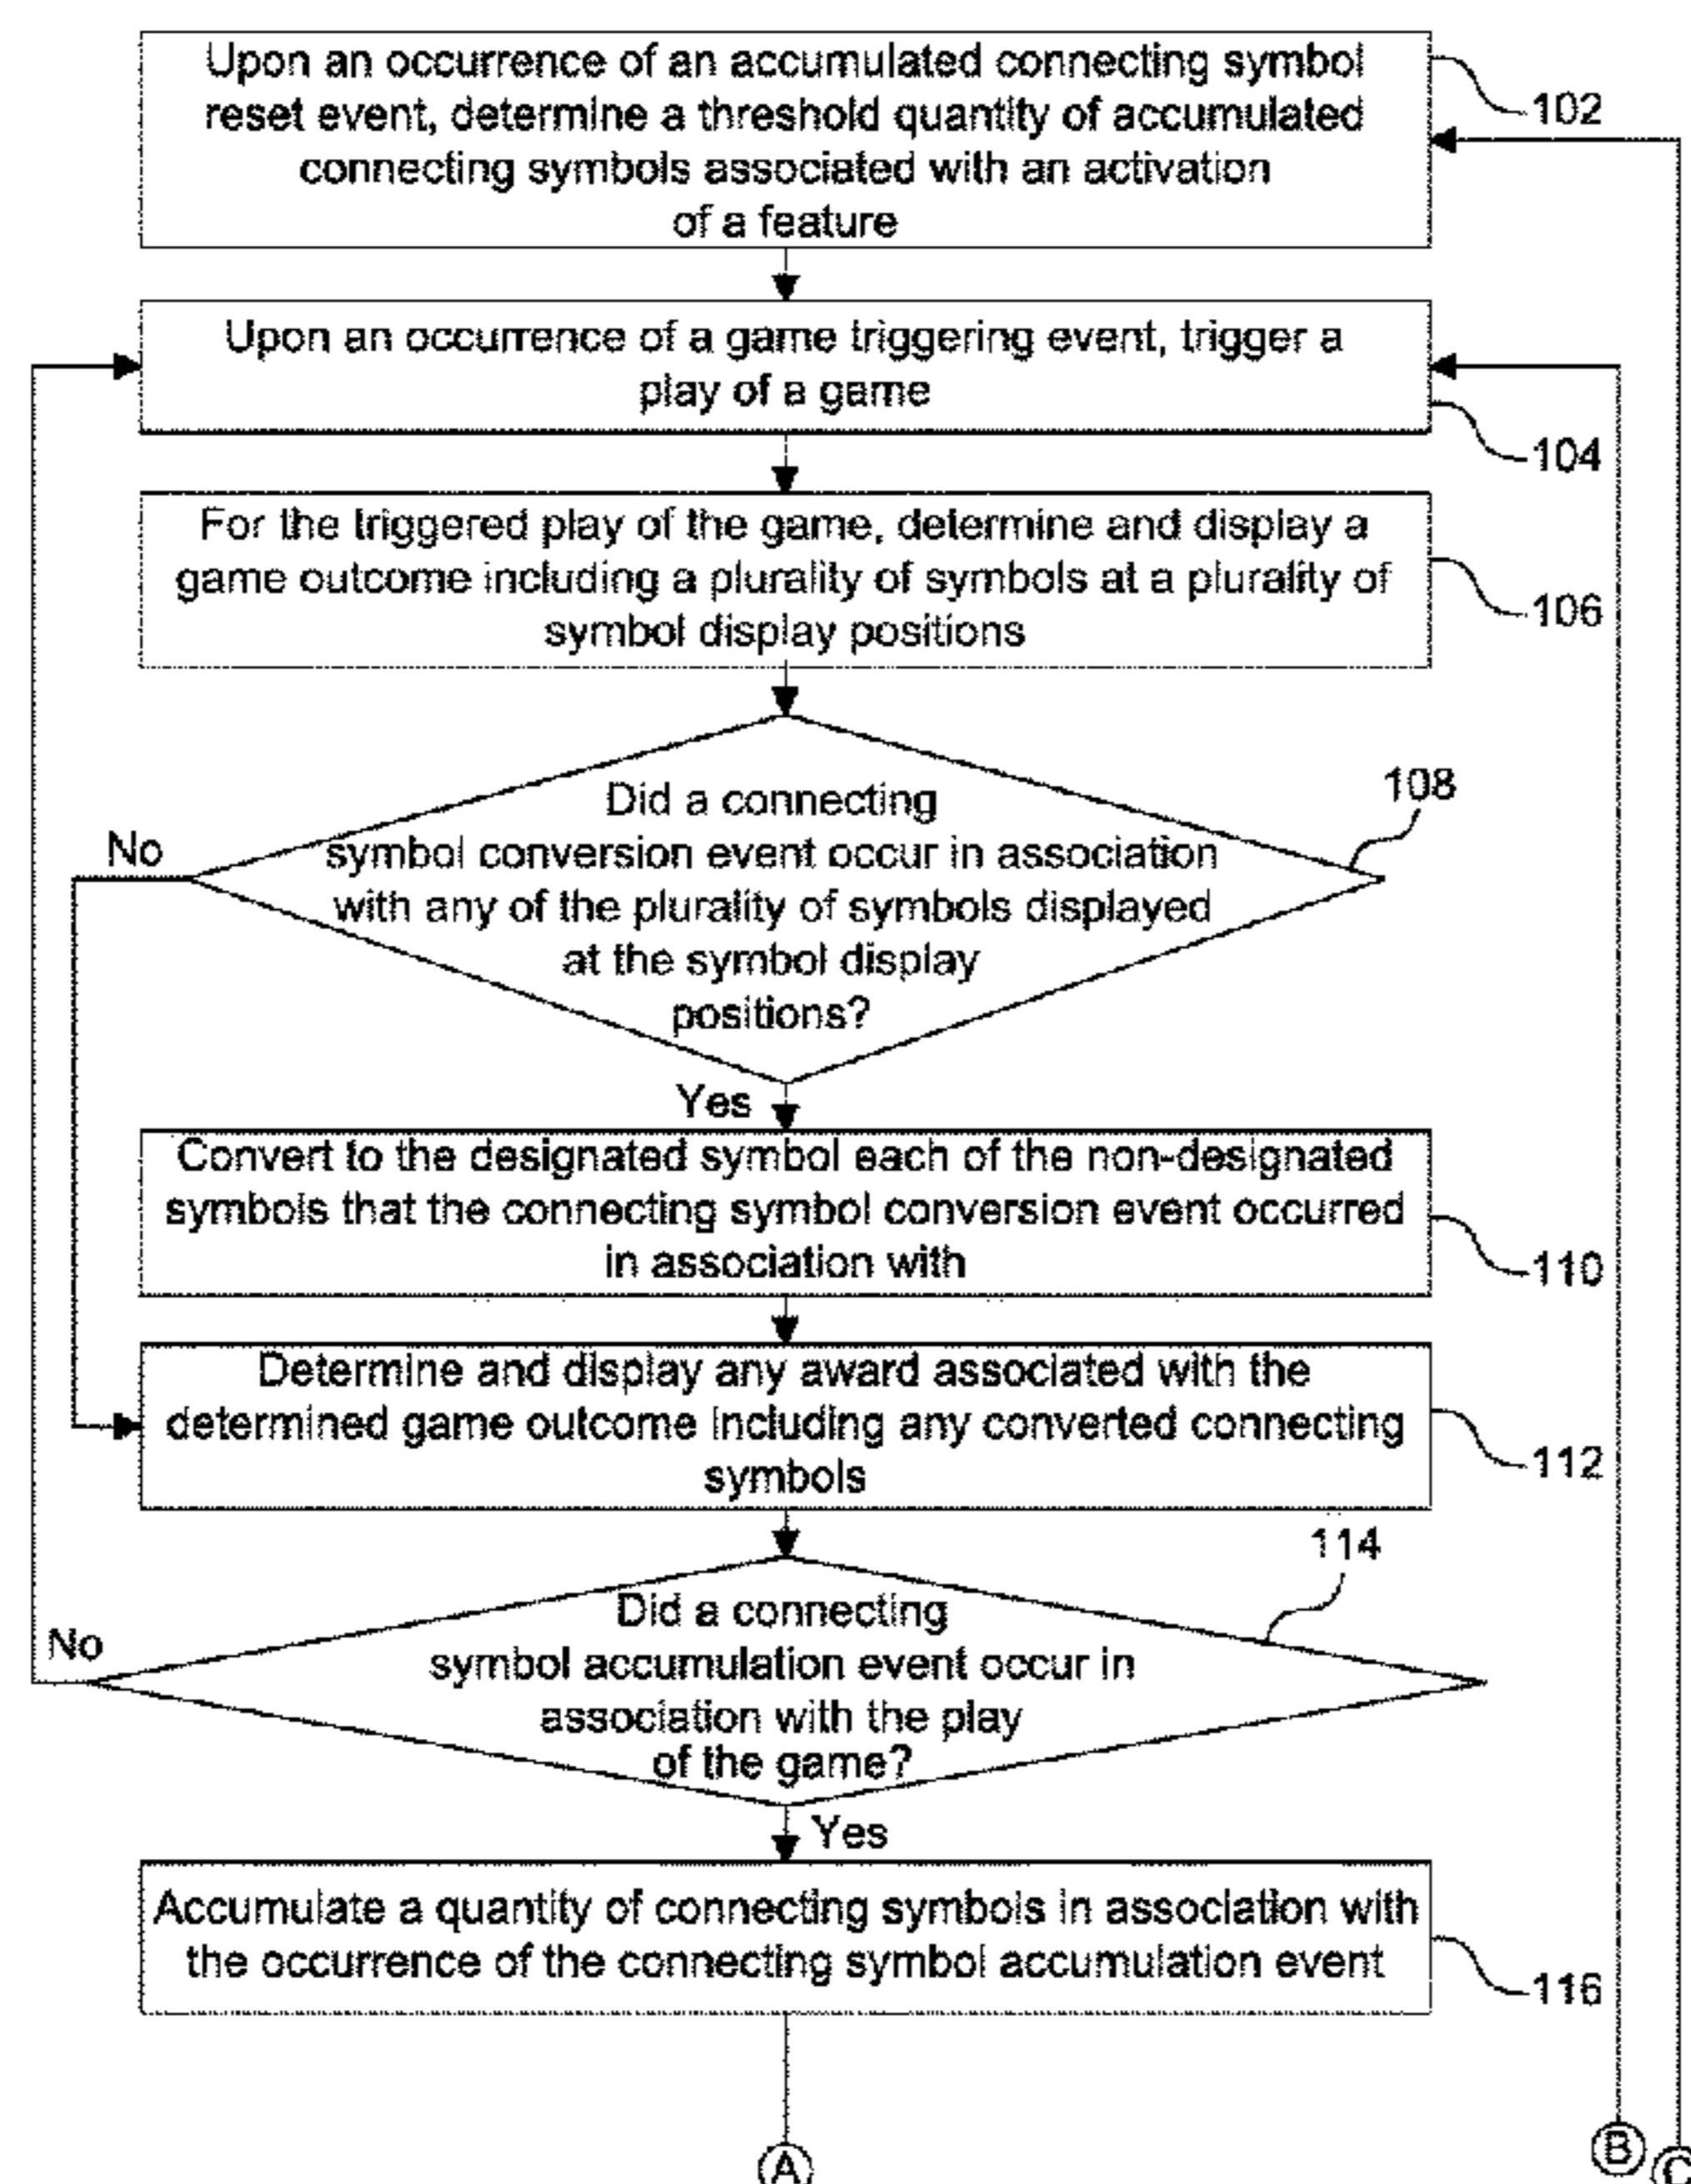 Upon an occurrence of an accumulated connecting symbol
reset event, determine a threshold quantity of accumulated
connecting symbols associated with an activation
of a feature
102
Upon an occurrence of a game triggering event, trigger a
play of a game
104
For the triggered play of the game, determine and display a
game outcome including a plurality of symbols at a plurality of
symbol display positions
106
Did a connecting
symbol conversion event occur in association
with any of the plurality of symbols displayed
at the symbol display
positions?
108
No
Yes
Convert to the designated symbol each of the non-designated
symbols that the connecting symbol conversion event occurred
in association with
110
Determine and display any award associated with the
determined game outcome including any converted connecting
symbols
112
Did a connecting
symbol accumulation event occur in
association with the play
of the game?
114
No
Yes
Accumulate a quantity of connecting symbols in association with
the occurrence of the connecting symbol accumulation event
116
A
B
C